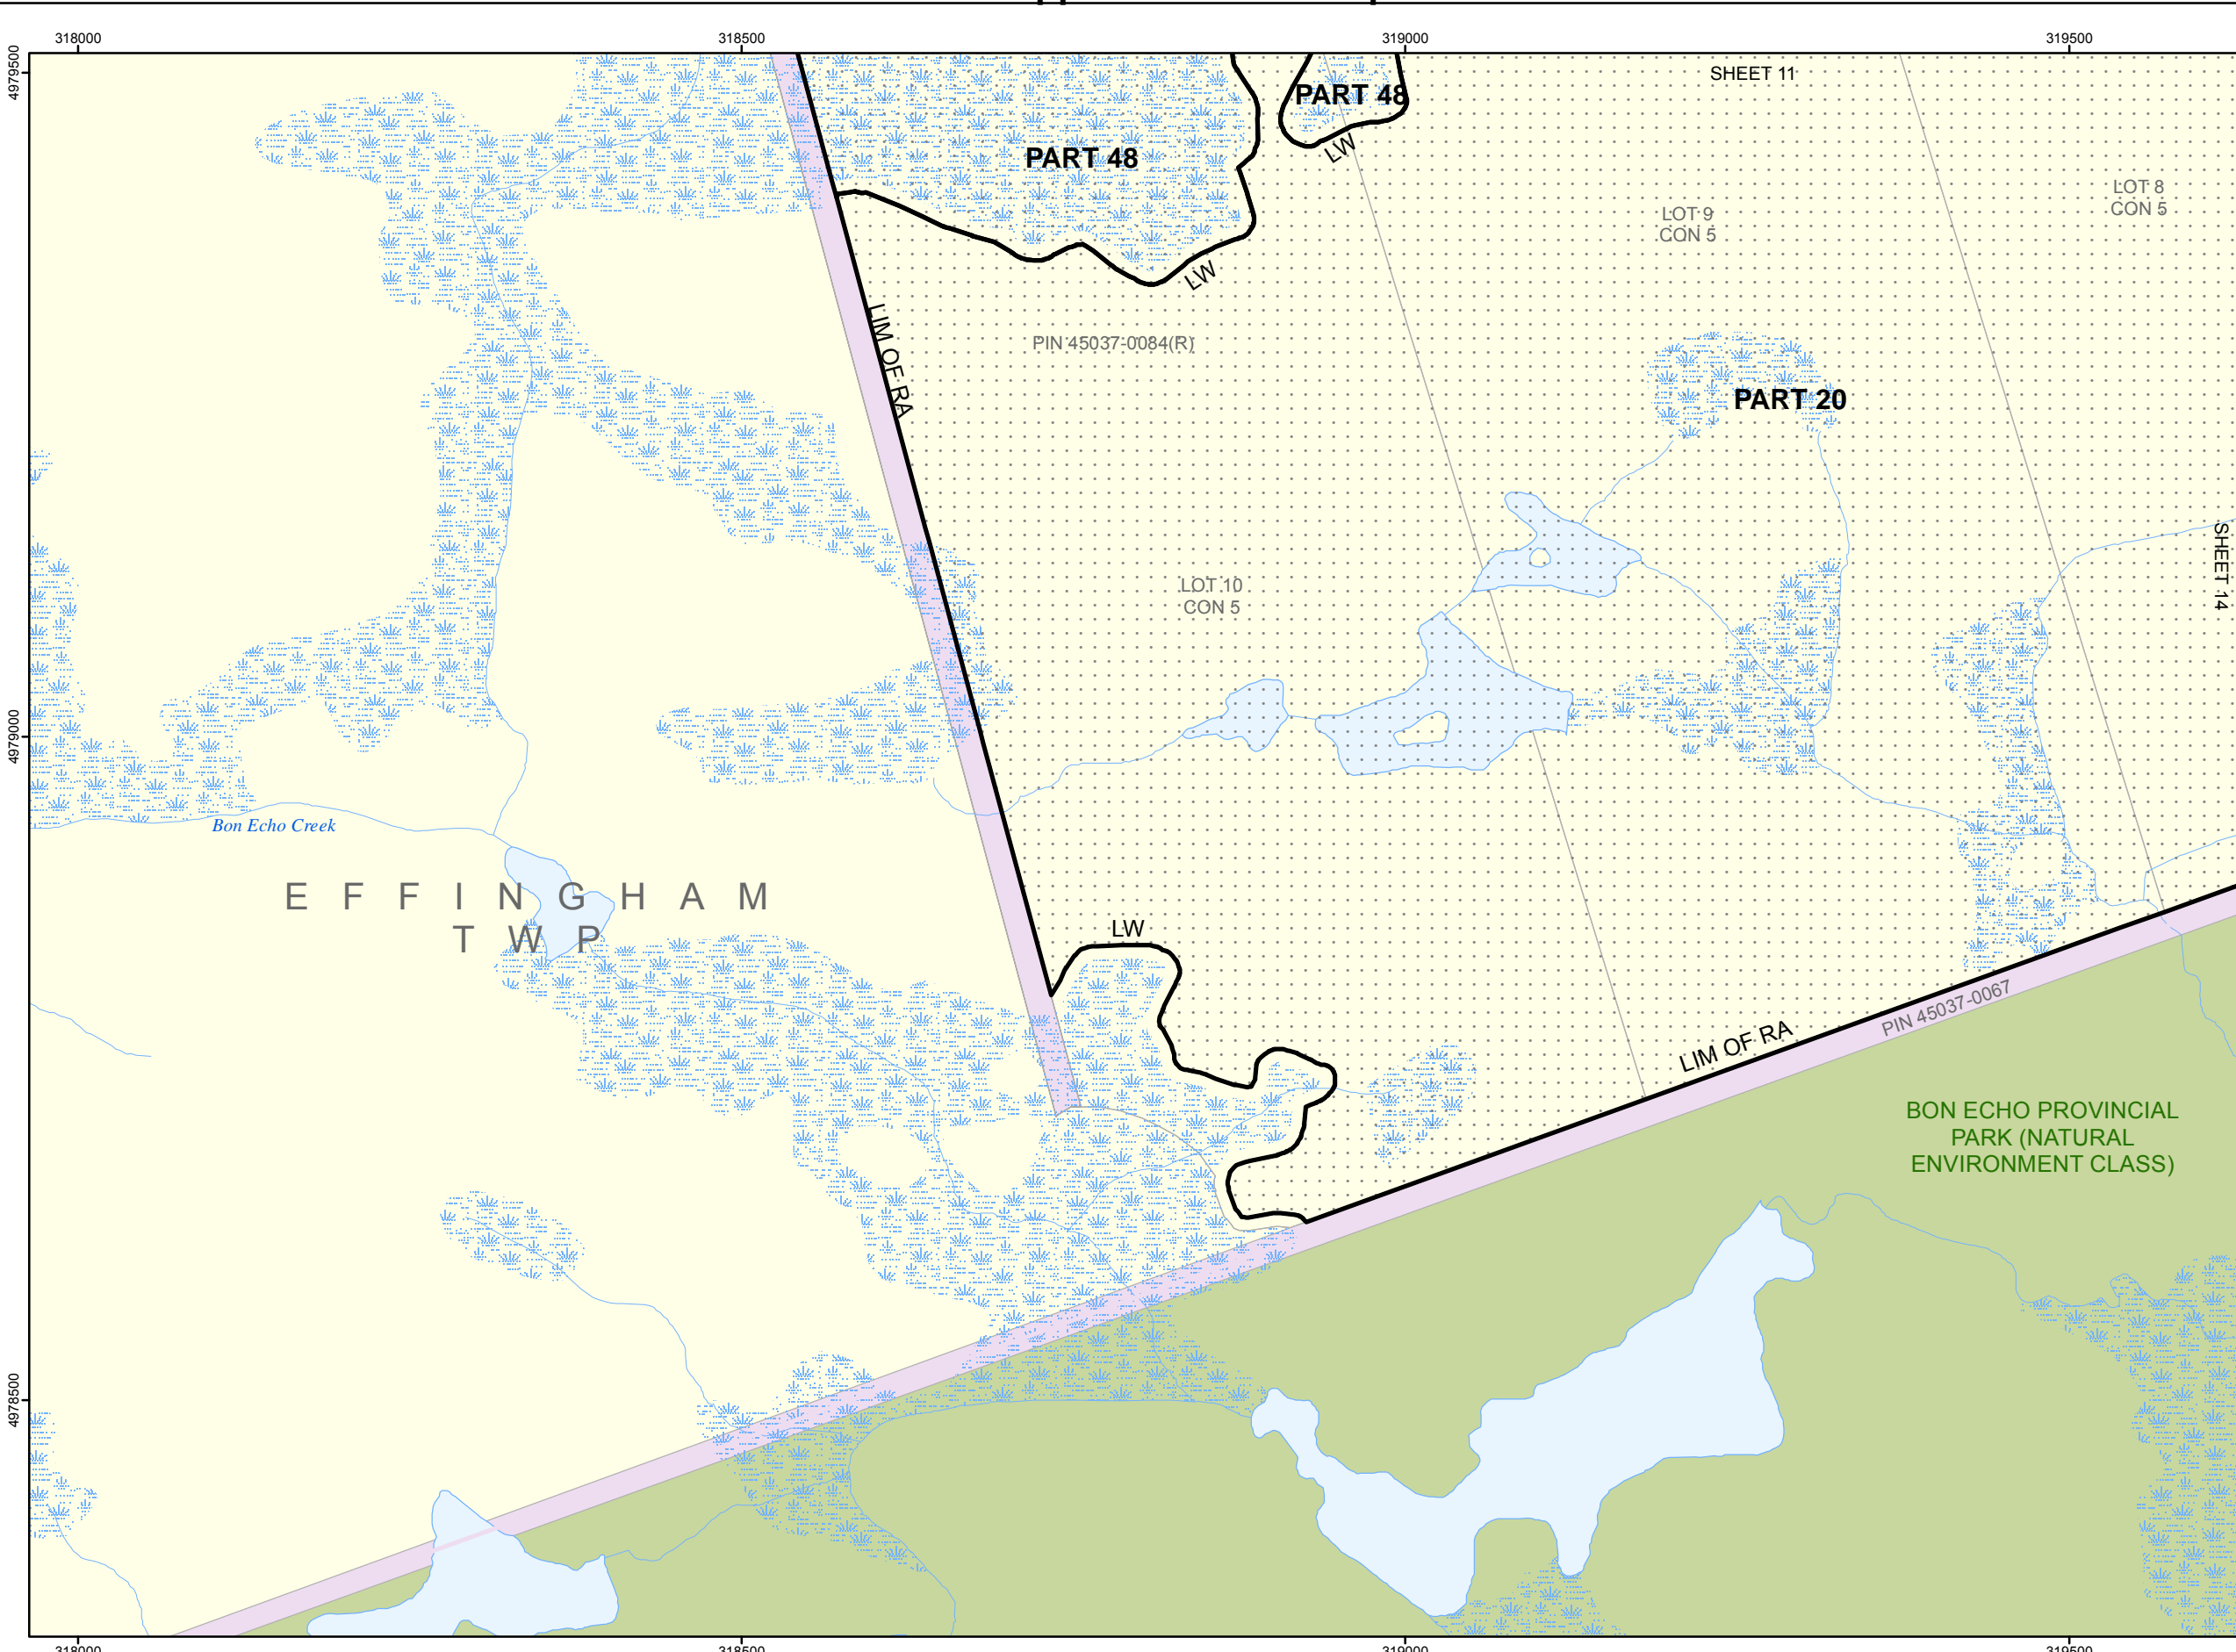 318000
318500
319000
319500
4979500
SHEET 11
PART 48
PART 48
LW
LOT 8
CON 5
LOT 9
CON 5
LW
LIM OF RA
PIN 45037-0084(R)
PART 20
SHEET 14
LOT 10
CON 5
4979000
Bon Echo Creek
EFFINGHAM
TWP
LW
PIN 45037-0067
LIM OF RA
BON ECHO PROVINCIAL
PARK (NATURAL
ENVIRONMENT CLASS)
4978500
318000
318500
319000
319500